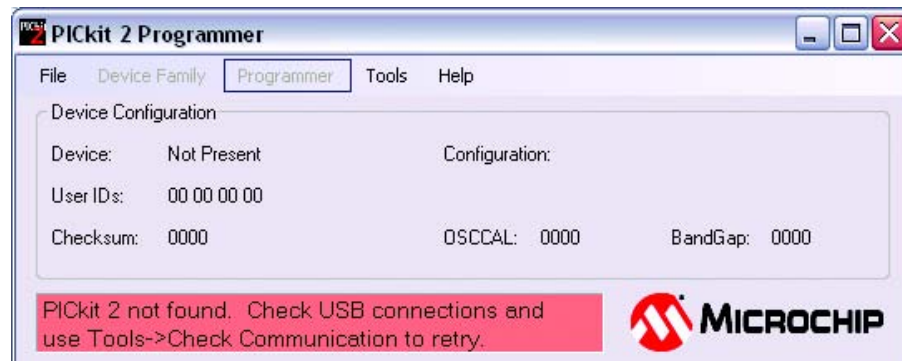 PICkit 2 Programmer
File Device Family Programmer Tools Help
Device Configuration
Device: Not Present Configuration:
User IDs: 00 00 00 00
Checksum: 0000 OSCCAL: 0000 BandGap: 0000
PICkit 2 not found. Check USB connections and
use Tools->Check Communication to retry.
MICROCHIP